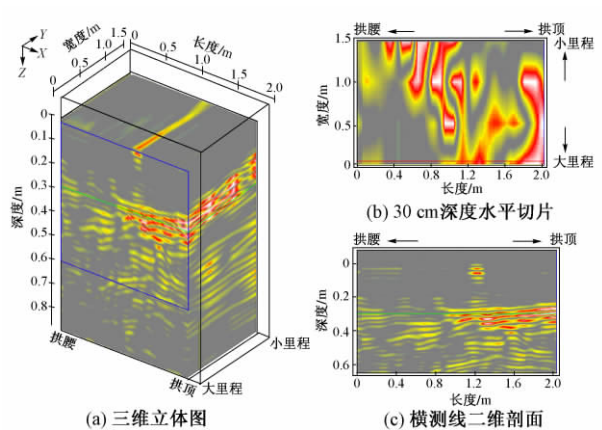 Y
X
Z
宽度/m
0
0.5
1.0
1.5
长度/m
0
0.5
1.0
1.5
2.0
深度/m
0
0.1
0.2
0.3
0.4
0.5
0.6
0.7
0.8
拱腰
拱顶
大里程
小里程
(a) 三维立体图
拱腰
拱顶
小里程
大里程
宽度/m
1.5
1.5
1.0
0.5
0
0 0.4 0.8 1.2 1.6 2.0
长度/m
(b) 30 cm深度水平切片
拱腰
拱顶
深度/m
0
0.2
0.4
0.6
0 0.4 0.8 1.2 1.6 2.0
长度/m
(c) 横测线二维剖面